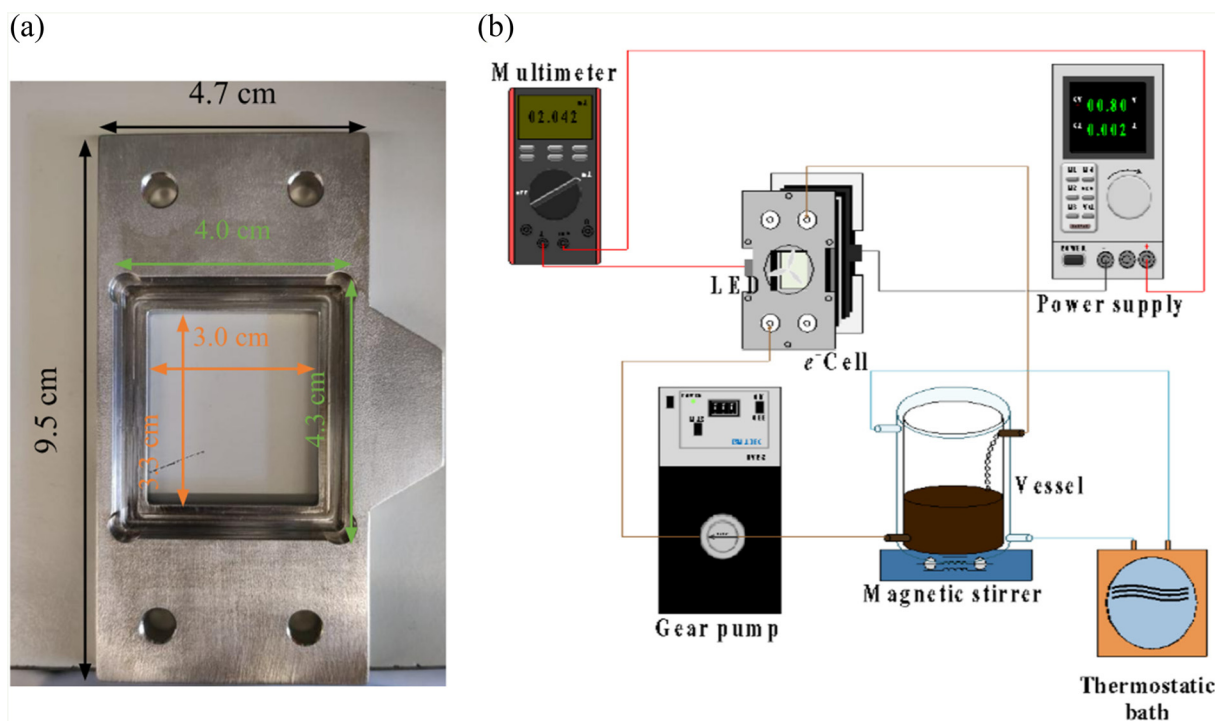 (a)
4.7 cm
9.5 cm
4.0 cm
3.0 cm
4.3 cm
3.3 cm
(b)
Multimeter
02.042
OFF
Power supply
00.80
0.002
POWER
LED
e⁻Cell
Gear pump
Vessel
Magnetic stirrer
Thermostatic
bath